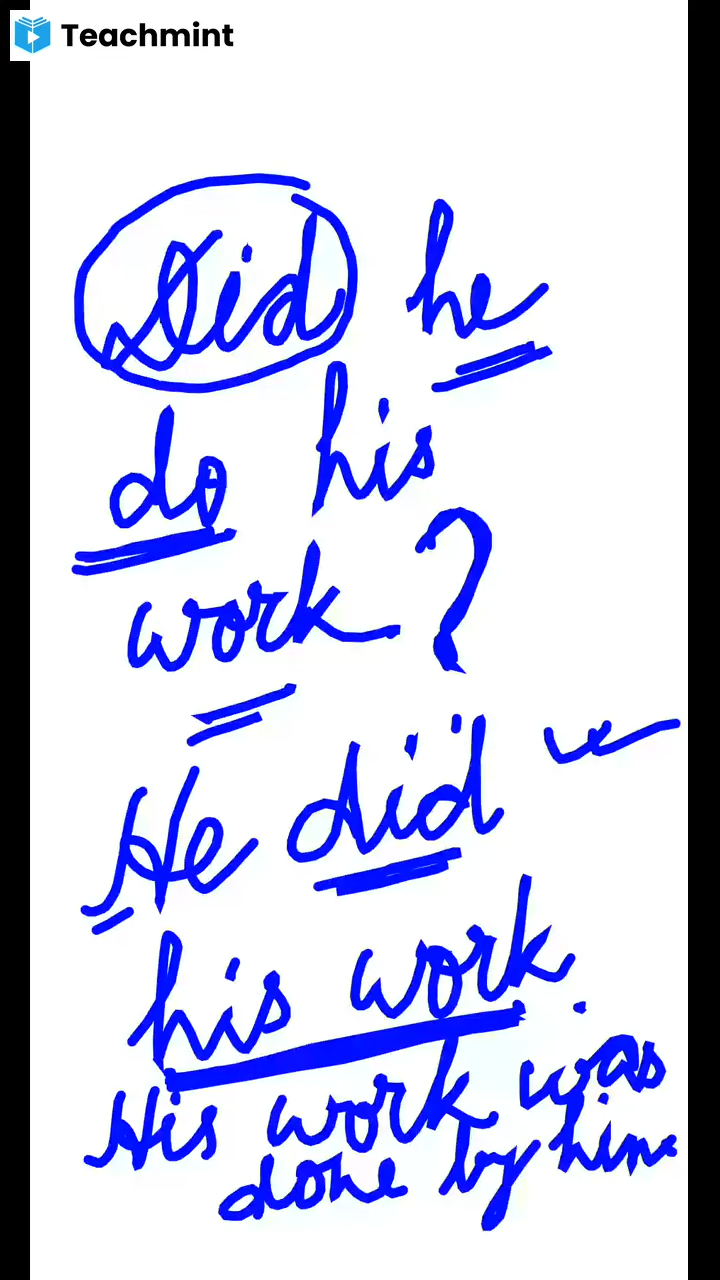 Teachmint
Did he
do his
work?
He did
his work.
His work was
done by him.